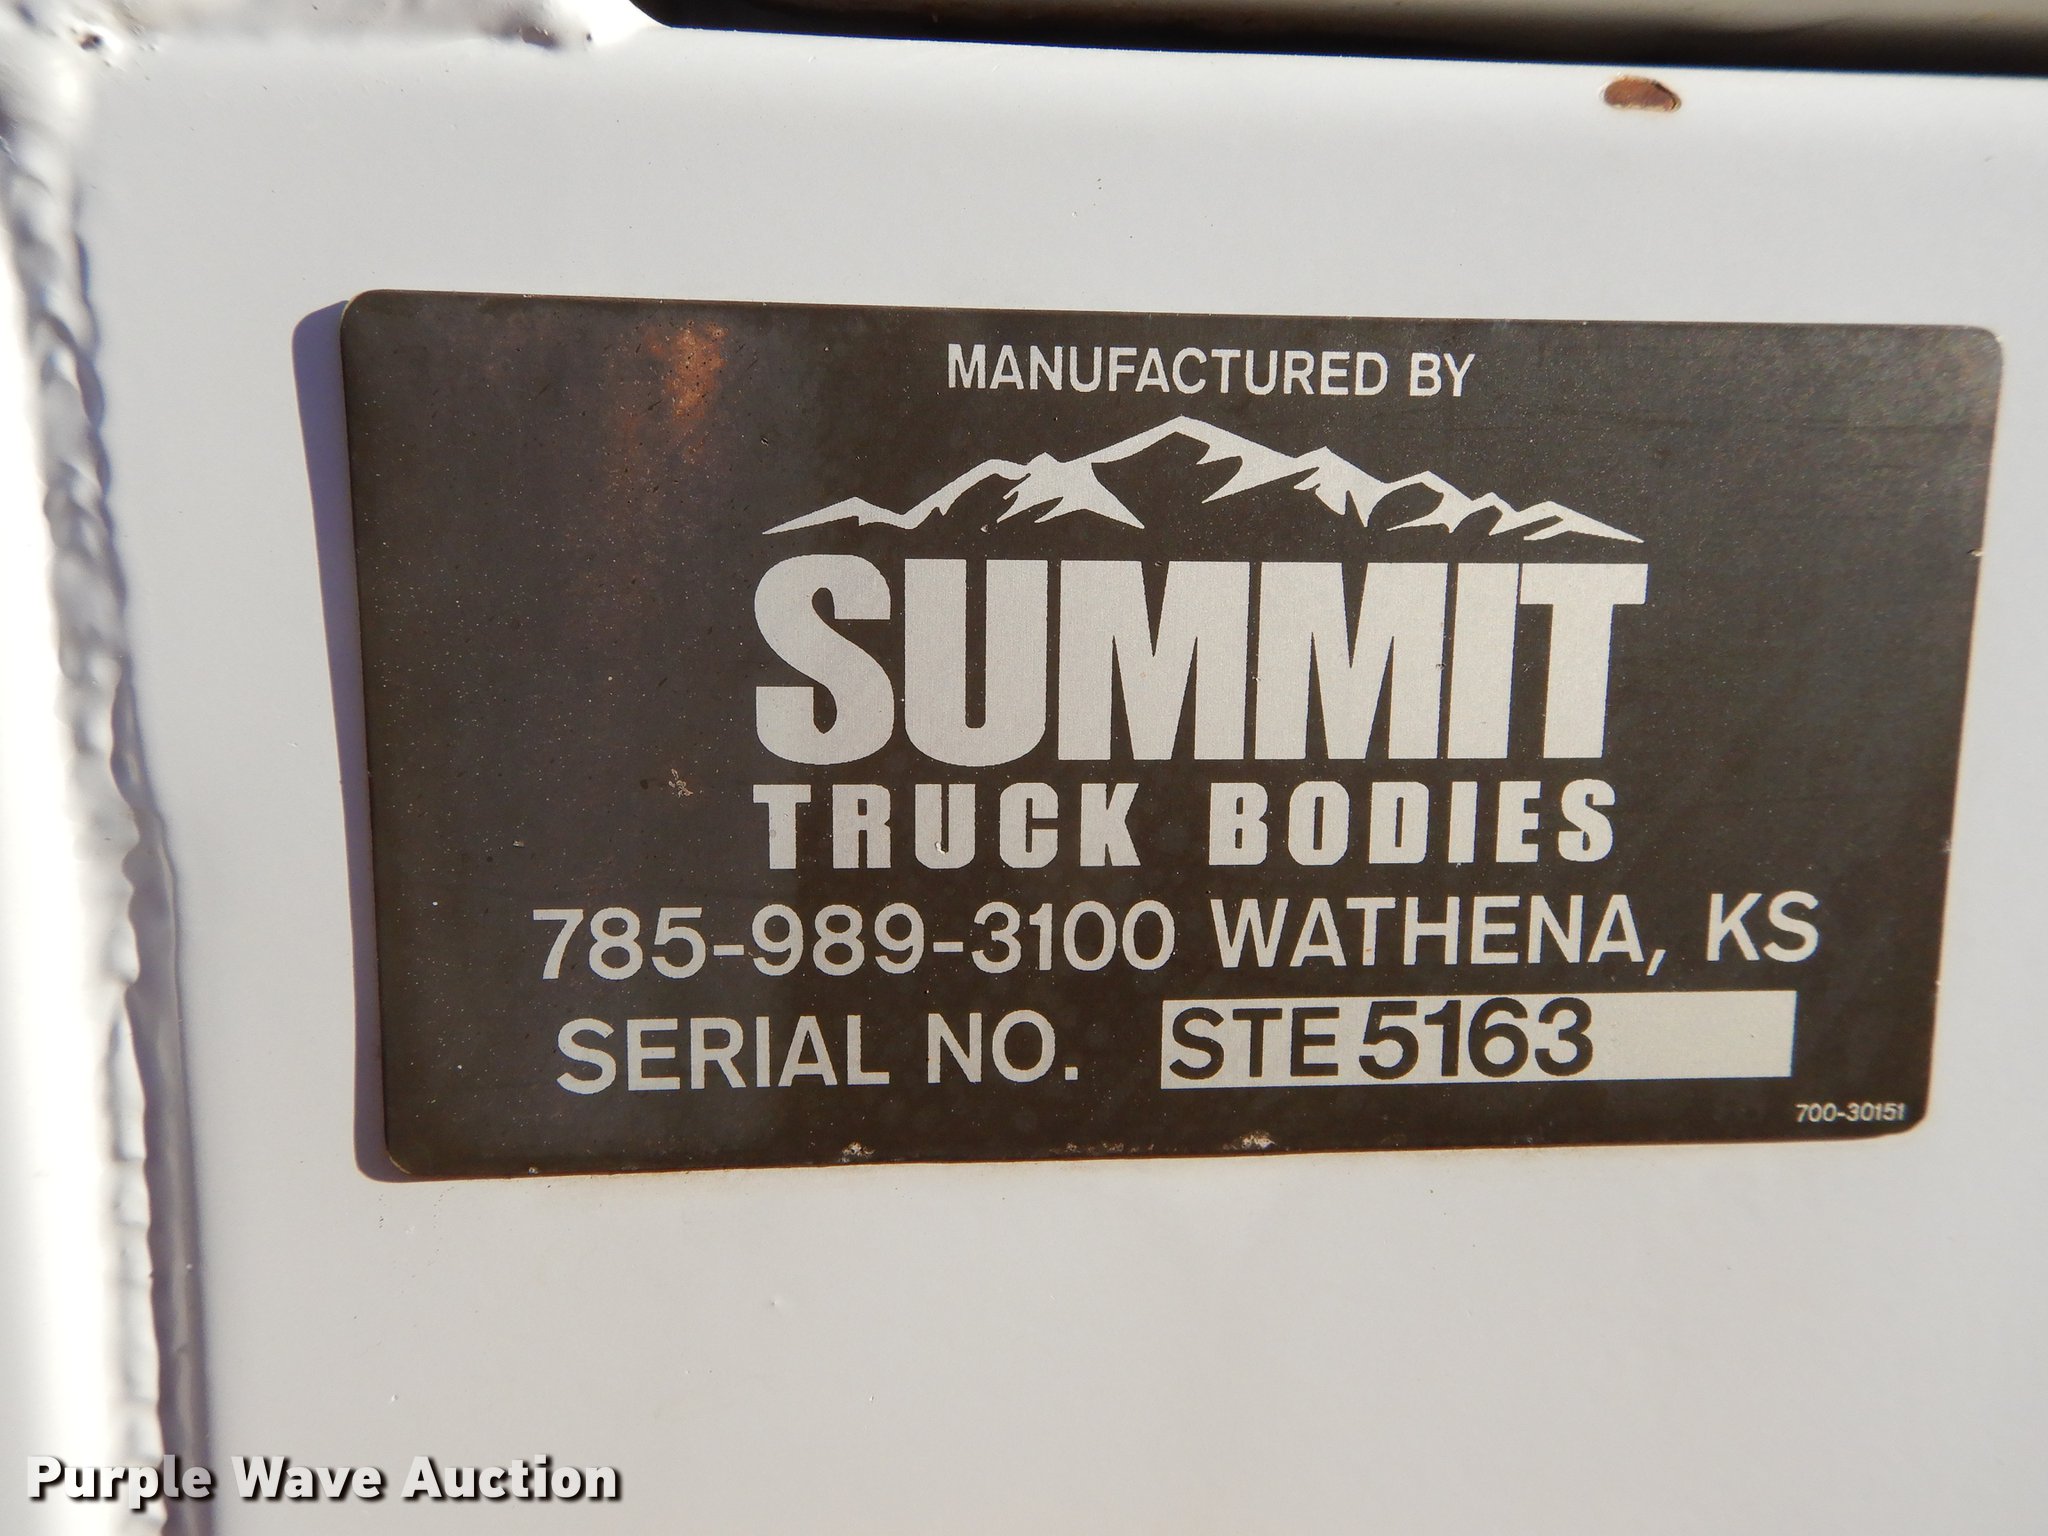 MANUFACTURED BY
SUMMIT
TRUCK BODIES
785-989-3100 WATHENA, KS
SERIAL NO. STE5163
700-30151
Purple Wave Auction